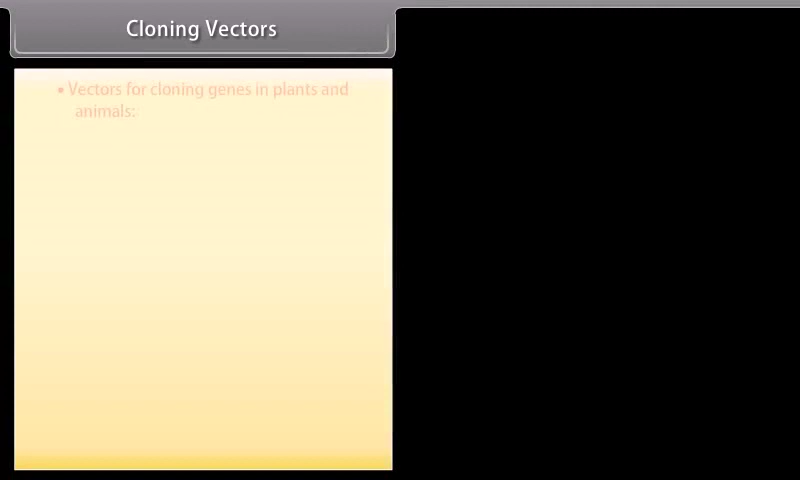 Cloning Vectors
• Vectors for cloning genes in plants and
animals: